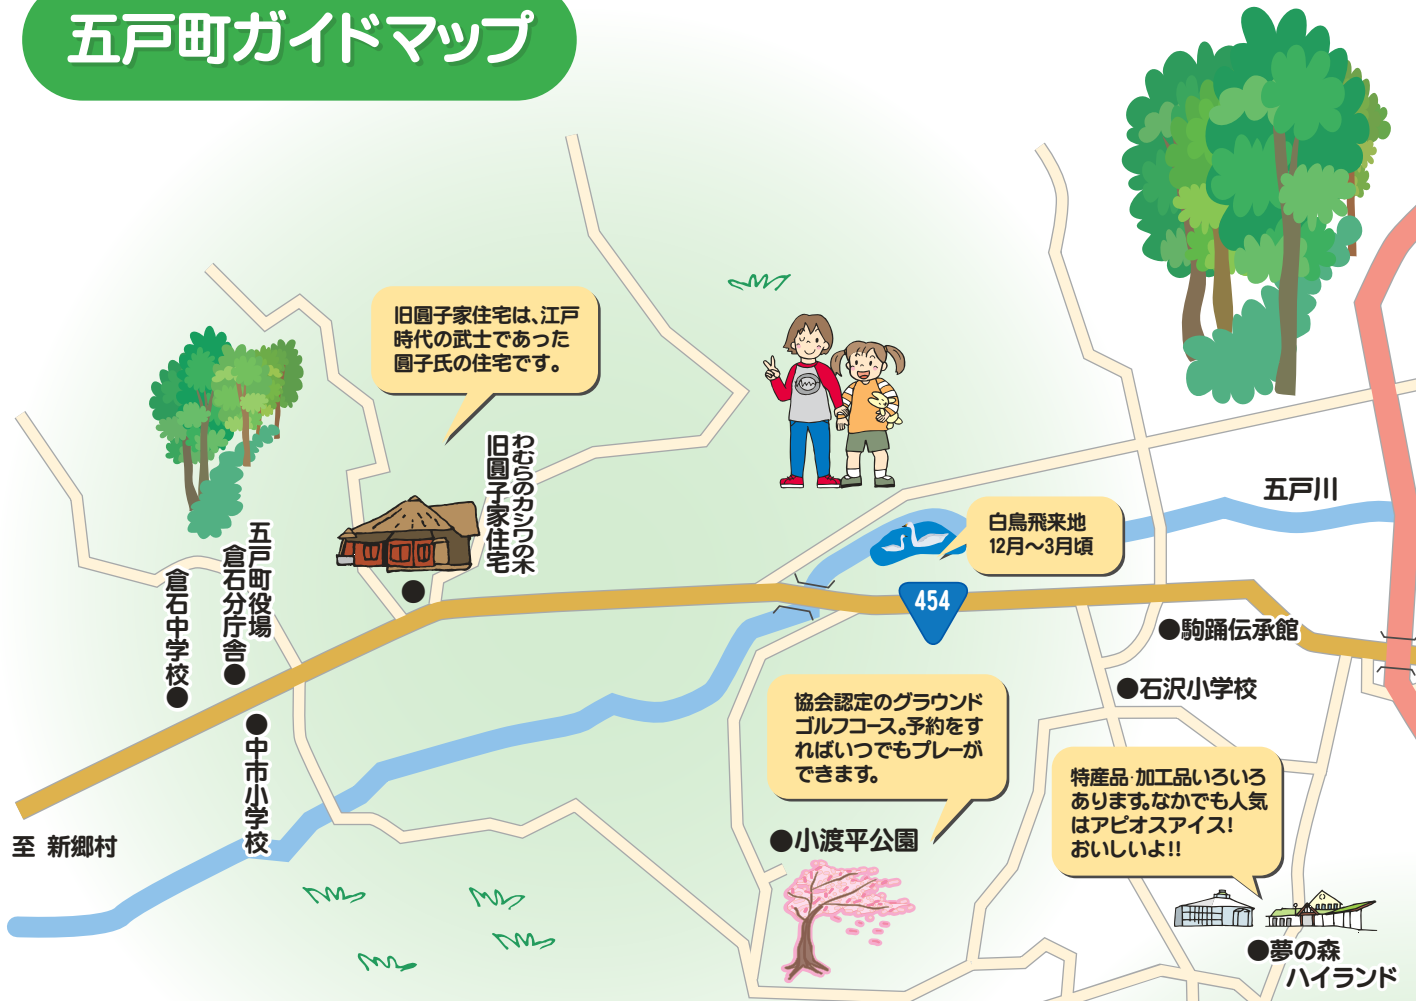 五戸町ガイドマップ
旧圓子家住宅は、江戸
時代の武士であった
圓子氏の住宅です。
わむらのカシワの木
旧圓子家住宅
五戸町役場
倉石分庁舎●
倉石中学校●
●中市小学校
至 新郷村
五戸川
白鳥飛来地
12月～3月頃
454
●駒踊伝承館
●石沢小学校
協会認定のグラウンド
ゴルフコース。予約をす
ればいつでもプレーが
できます。
●小渡平公園
特産品・加工品いろいろ
あります。なかでも人気
はアピオスアイス!
おいしいよ!!
●夢の森
ハイランド